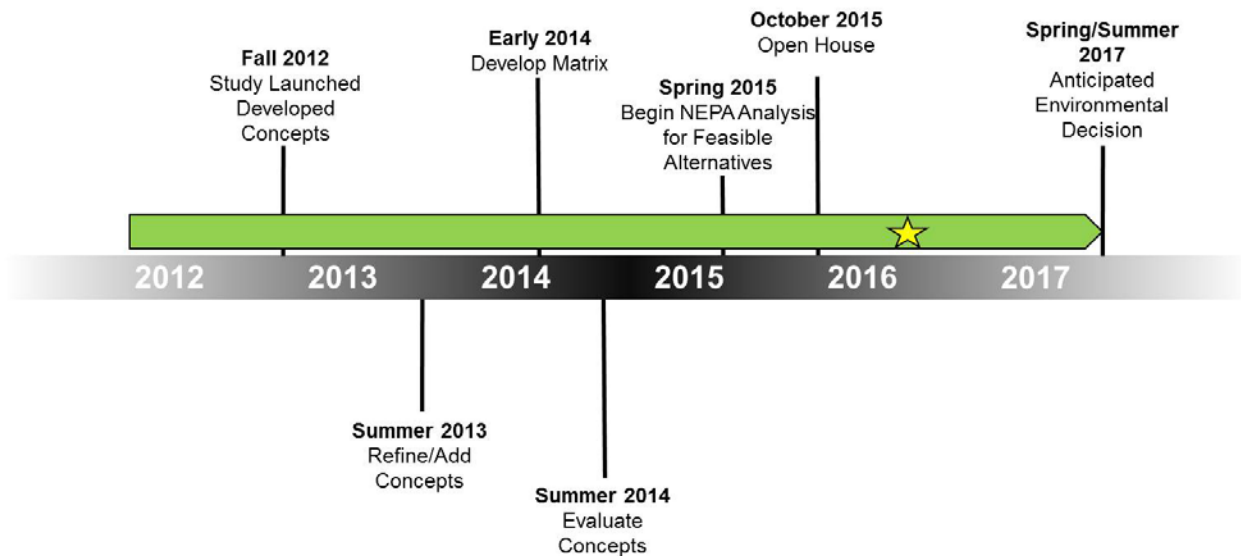 Fall 2012
Study Launched
Developed
Concepts
Early 2014
Develop Matrix
Spring 2015
Begin NEPA Analysis
for Feasible
Alternatives
October 2015
Open House
Spring/Summer
2017
Anticipated
Environmental
Decision
2012 2013 2014 2015 2016 2017
Summer 2013
Refine/Add
Concepts
Summer 2014
Evaluate
Concepts